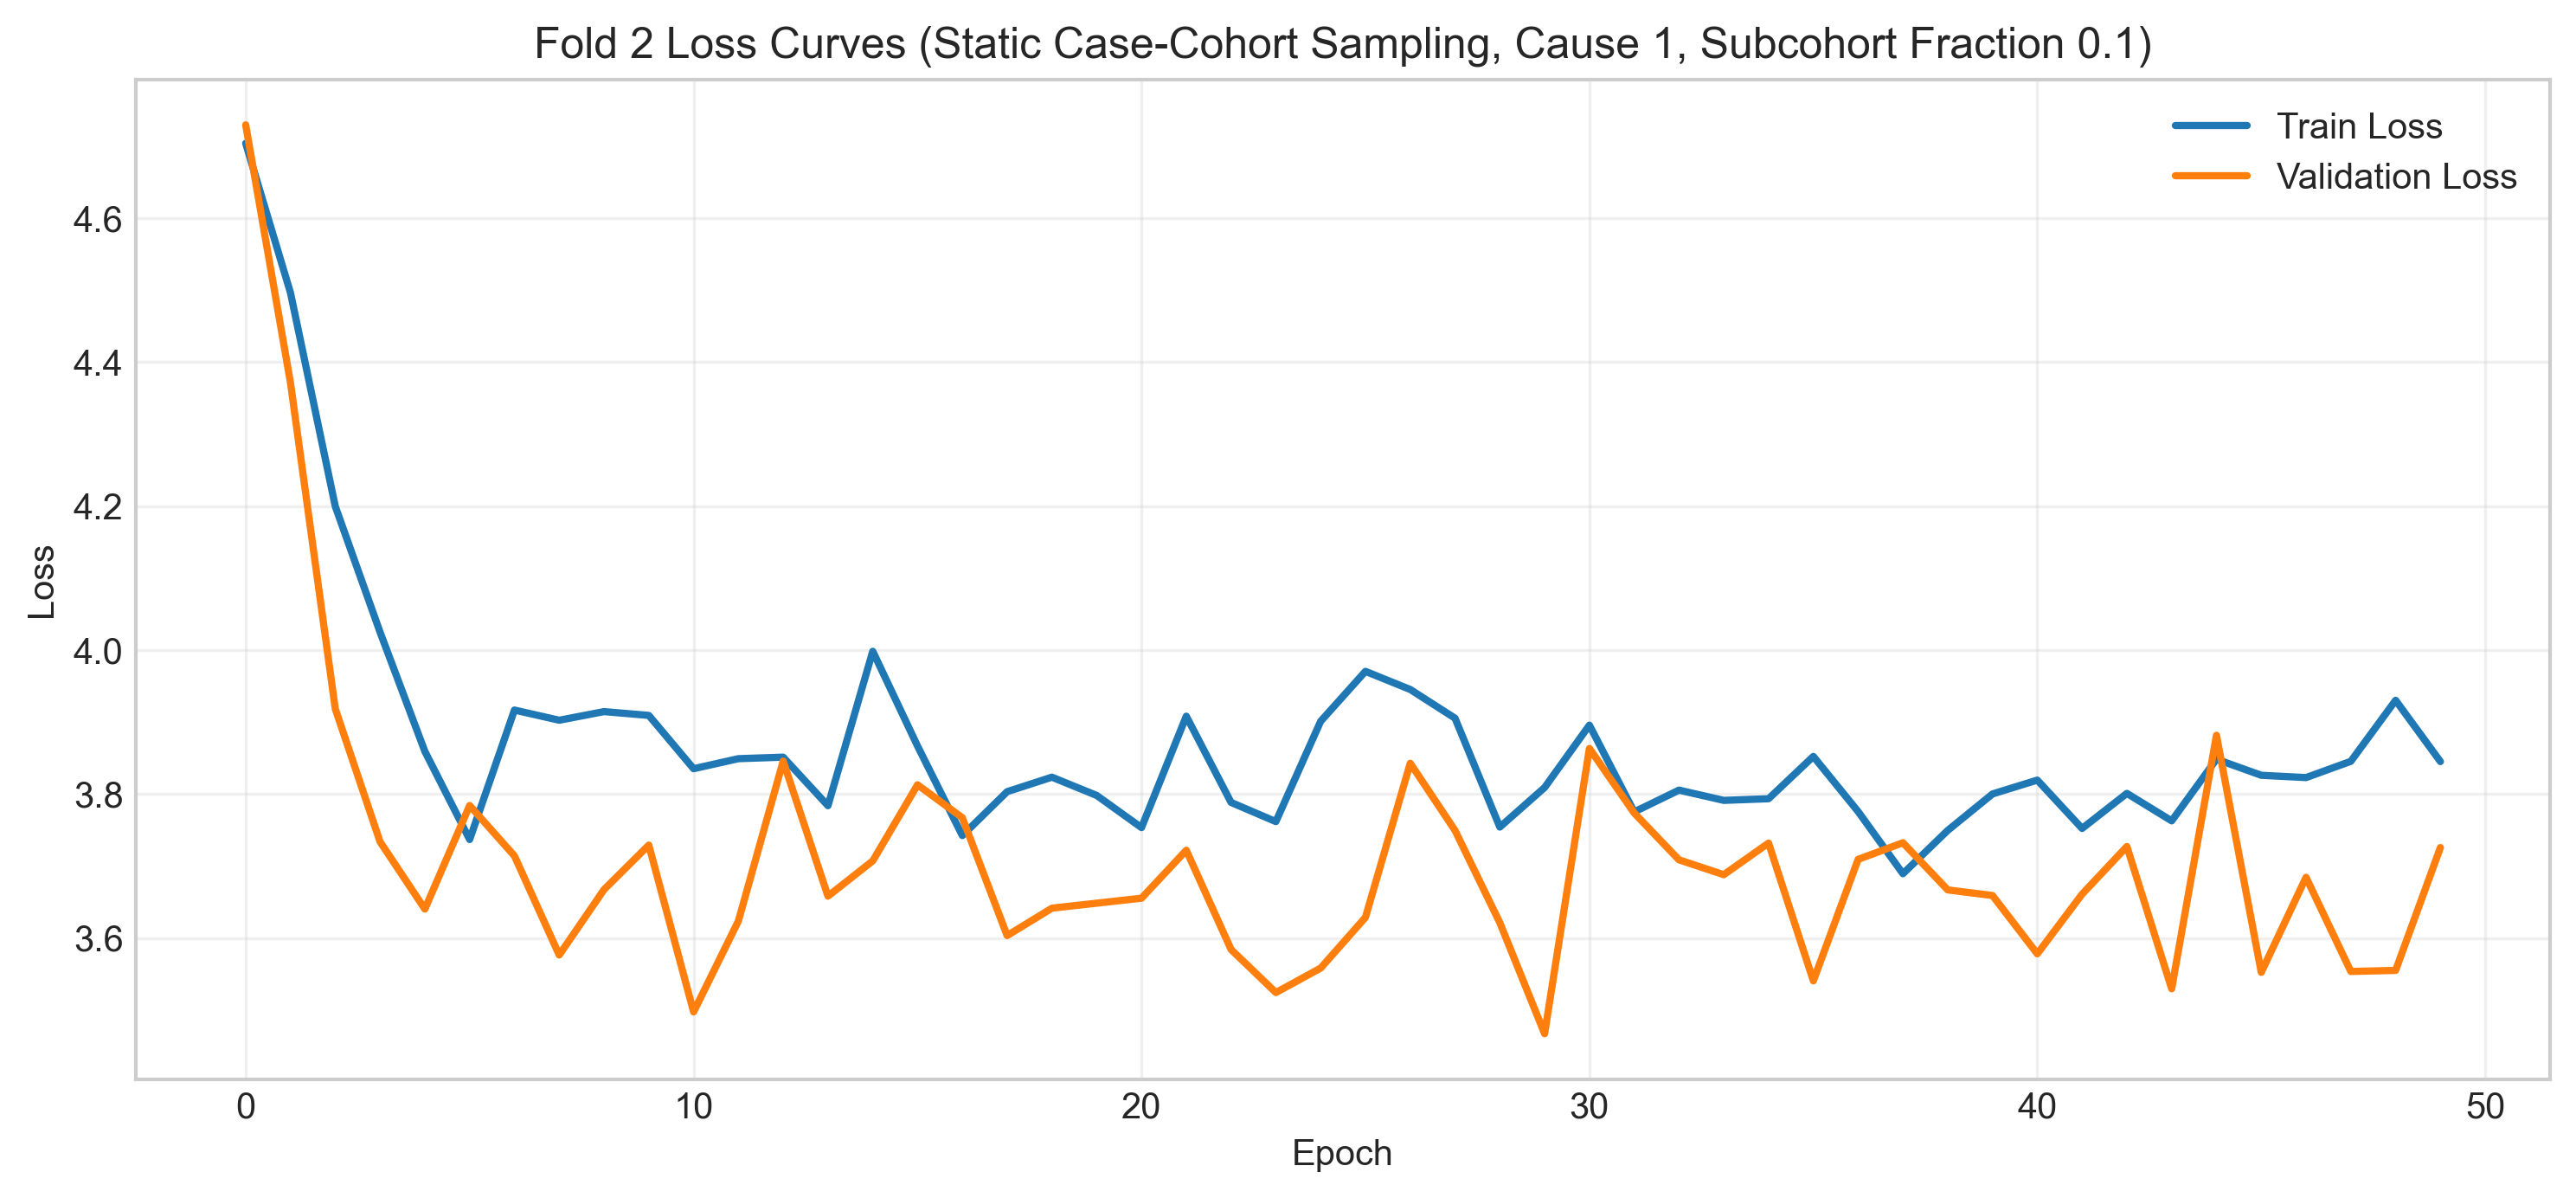 Fold 2 Loss Curves (Static Case-Cohort Sampling, Cause 1, Subcohort Fraction 0.1)
Train Loss
Validation Loss
4.6
4.4
4.2
4.0
3.8
3.6
Loss
0 10 20 30 40 50
Epoch